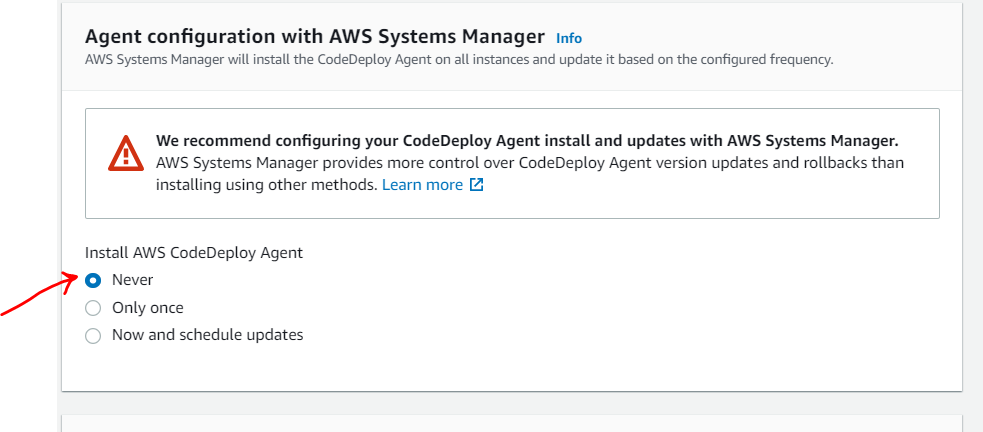 Agent configuration with AWS Systems Manager Info
AWS Systems Manager will install the CodeDeploy Agent on all instances and update it based on the configured frequency.
We recommend configuring your CodeDeploy Agent install and updates with AWS Systems Manager.
AWS Systems Manager provides more control over CodeDeploy Agent version updates and rollbacks than
installing using other methods. Learn more
Install AWS CodeDeploy Agent
Never
Only once
Now and schedule updates